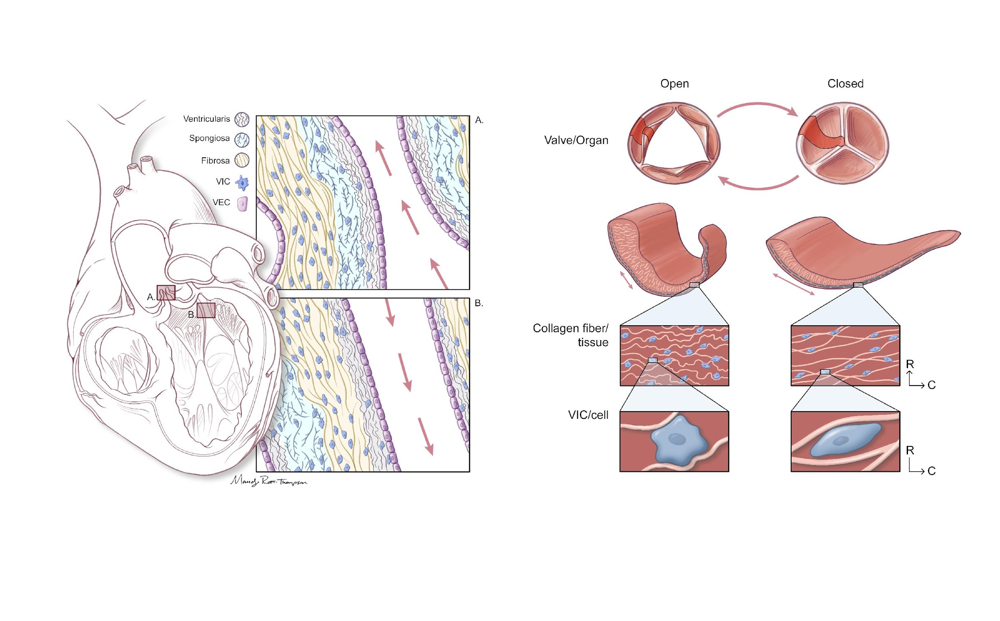 Ventricularis
Spongiosa
Fibrosa
VIC
VEC
A.
B.
A.
B.
Open
Closed
Valve/Organ
Collagen fiber/
tissue
R
C
VIC/cell
R
C